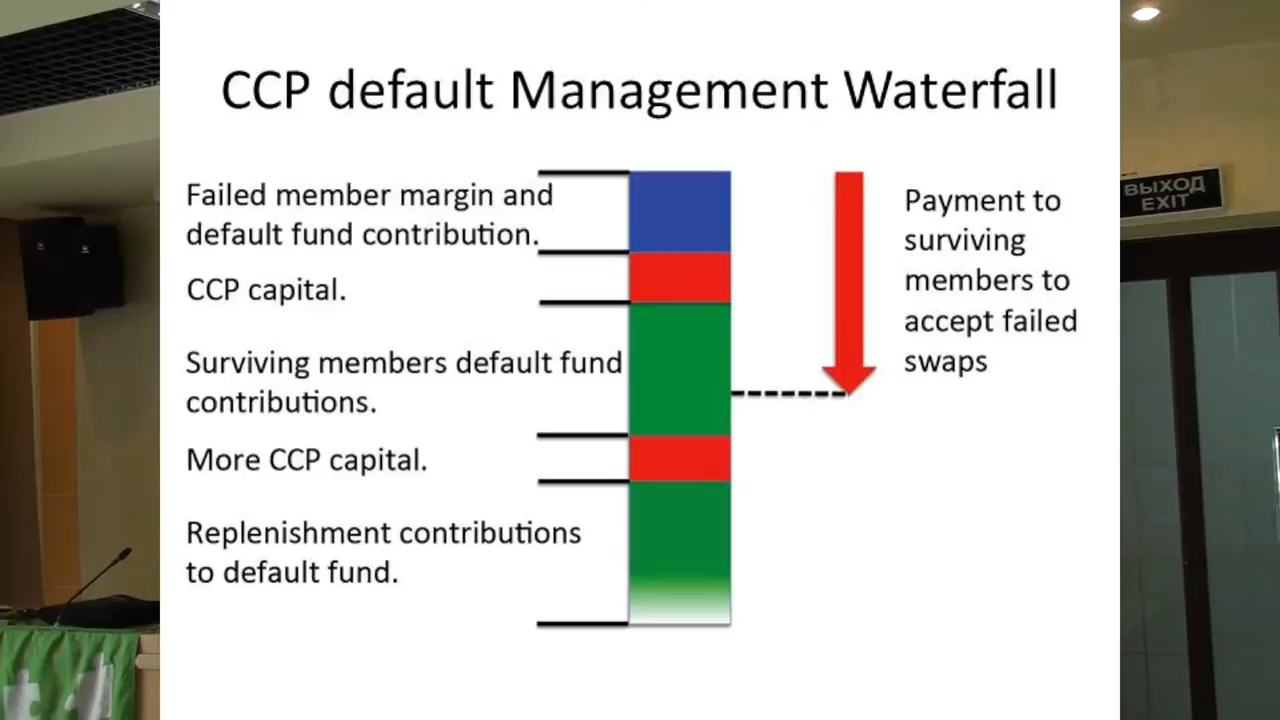 CCP default Management Waterfall
Failed member margin and
default fund contribution.
CCP capital.
Surviving members default fund
contributions.
More CCP capital.
Replenishment contributions
to default fund.
Payment to
surviving
members to
accept failed
swaps
ВЫХОД
EXIT